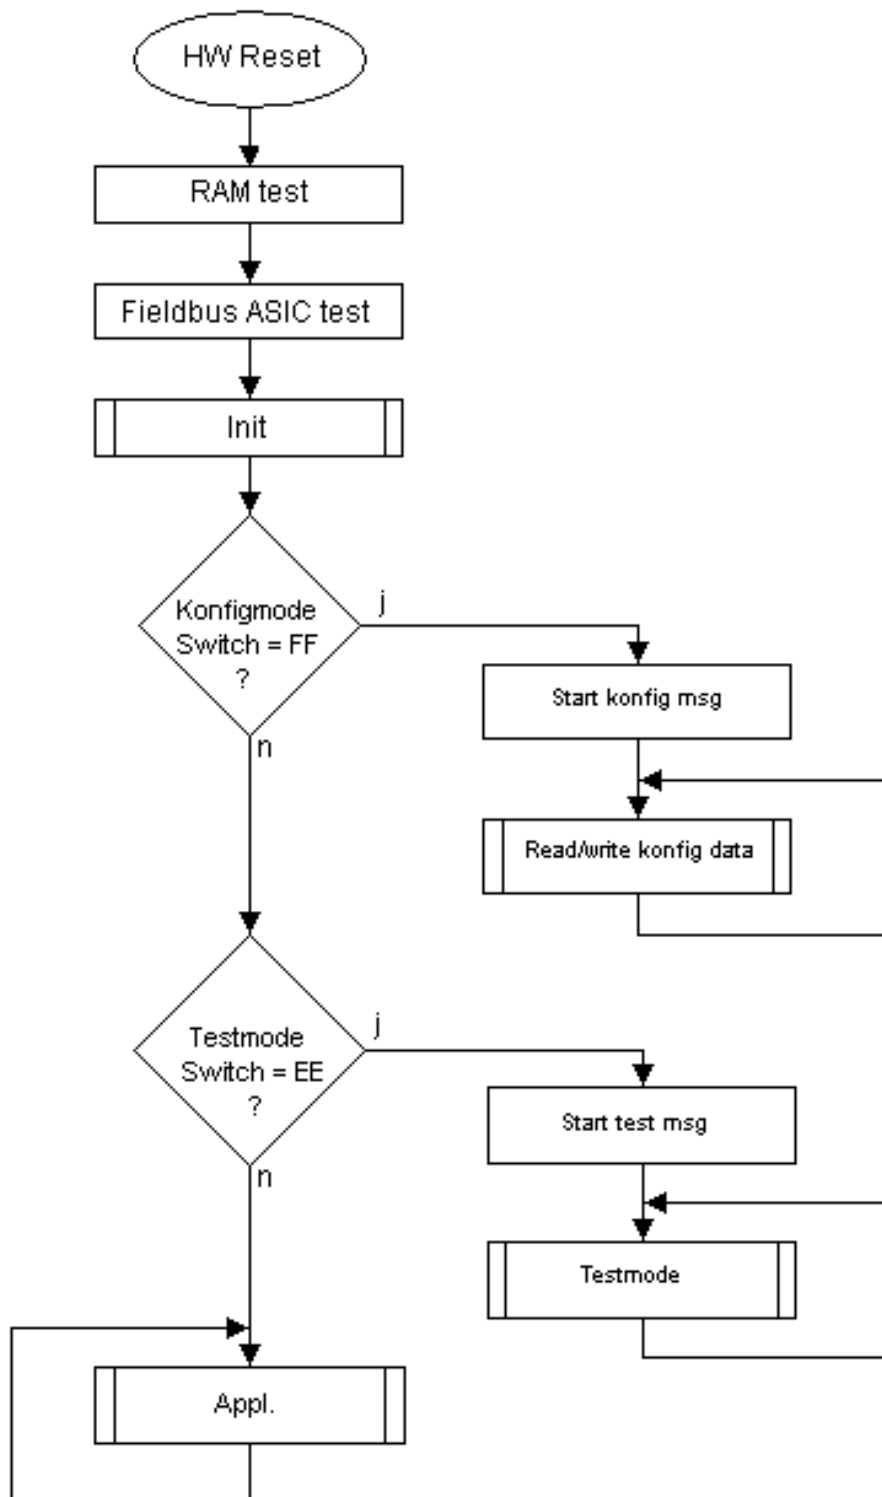 HW Reset
RAM test
Fieldbus ASIC test
Init
Konfigmode
Switch = FF
?
j
n
Start konfig msg
Read/write konfig data
Testmode
Switch = EE
?
j
n
Start test msg
Testmode
Appl.